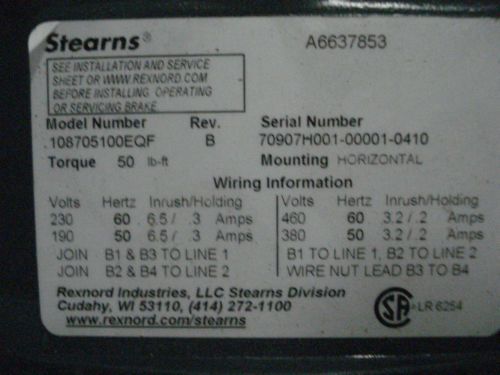 Stearns® A6637853
SEE INSTALLATION AND SERVICE
SHEET OR WWW.REXNORD.COM
BEFORE INSTALLING, OPERATING
OR SERVICING BRAKE.
Model Number Rev. Serial Number
108705100EQF B 70907H001-00001-0410
Torque 50 lb-ft Mounting HORIZONTAL
Wiring Information
Volts Hertz Inrush/Holding Volts Hertz Inrush/Holding
230 60 6.5 / .3 Amps 460 60 3.2 / .2 Amps
190 50 6.5 / .3 Amps 380 50 3.2 / .2 Amps
JOIN B1 & B3 TO LINE 1 B1 TO LINE 1, B2 TO LINE 2
JOIN B2 & B4 TO LINE 2 WIRE NUT LEAD B3 TO B4
Rexnord Industries, LLC Stearns Division
Cudahy, WI 53110, (414) 272-1100
www.rexnord.com/stearns
SA LR 6254